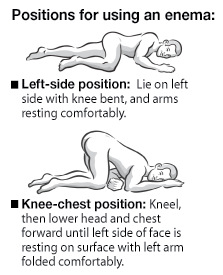 Positions for using an enema:
■ Left-side position: Lie on left
side with knee bent, and arms
resting comfortably.
■ Knee-chest position: Kneel,
then lower head and chest
forward until left side of face is
resting on surface with left arm
folded comfortably.